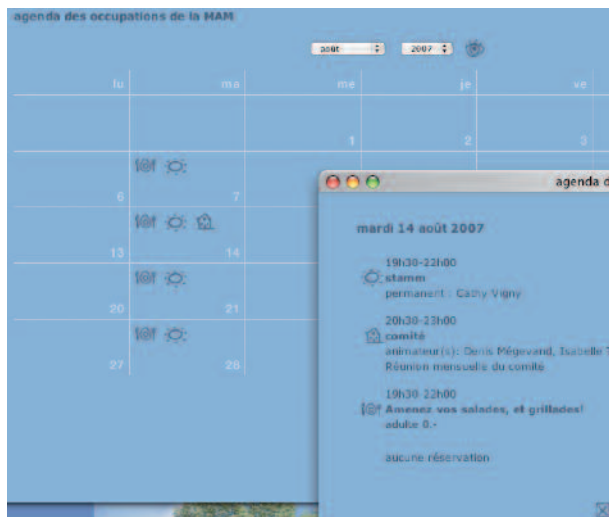 agenda des occupations de la MAM
août 2007
lu ma me je ve
1 2 3
6 7
13 14
20 21
27 28
agenda d
mardi 14 août 2007
19h30-22h00
stamm
permanent : Cathy Vigny
20h30-23h00
comité
animateur(s): Denis Mégevand, Isabelle
Réunion mensuelle du comité
19h30-22h00
Amenez vos salades, et grillades!
adulte 0.-
aucune réservation